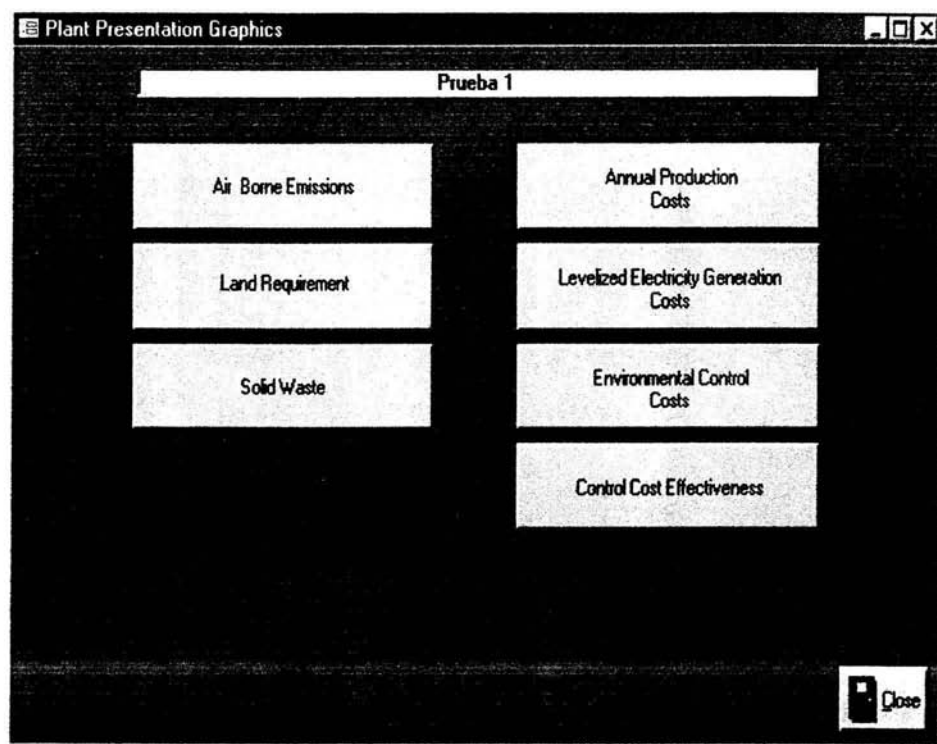 Plant Presentation Graphics
Prueba 1
Air Borne Emissions
Land Requirement
Solid Waste
Annual Production
Costs
Levelized Electricity Generation
Costs
Environmental Control
Costs
Control Cost Effectiveness
Close